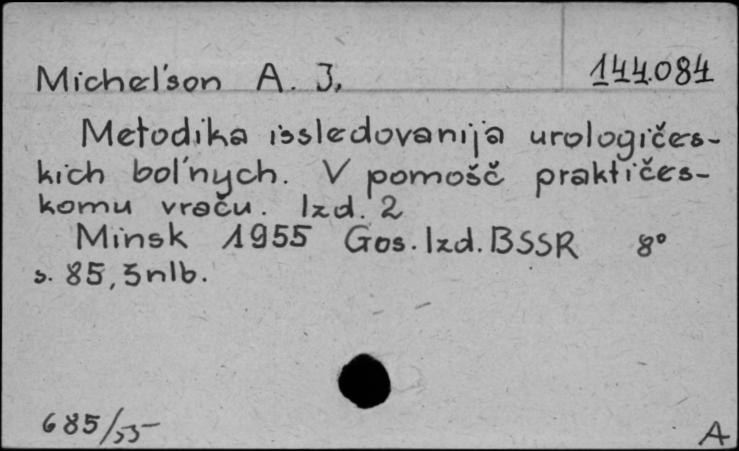 Michel'son A. J. 144.084
Metodika issledovanija urologičes-
kich bol'nych. V pomošč praktičes-
komu vraču. Izd. 2
Minsk 1955 Gos. Izd. BSSR 8°
s. 85, 5nlb.
685/55 A